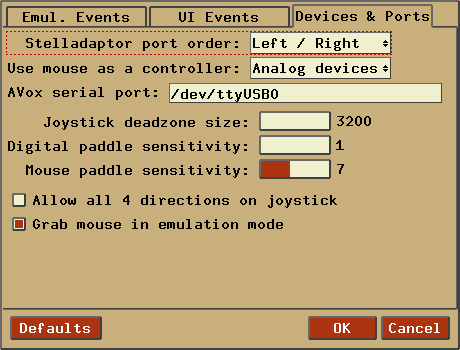 Emul. Events UI Events Devices & Ports
Stelladaptor port order: Left / Right
Use mouse as a controller: Analog devices
AVox serial port: /dev/ttyUSB0
Joystick deadzone size: 3200
Digital paddle sensitivity: 1
Mouse paddle sensitivity: 7
Allow all 4 directions on joystick
Grab mouse in emulation mode
Defaults OK Cancel